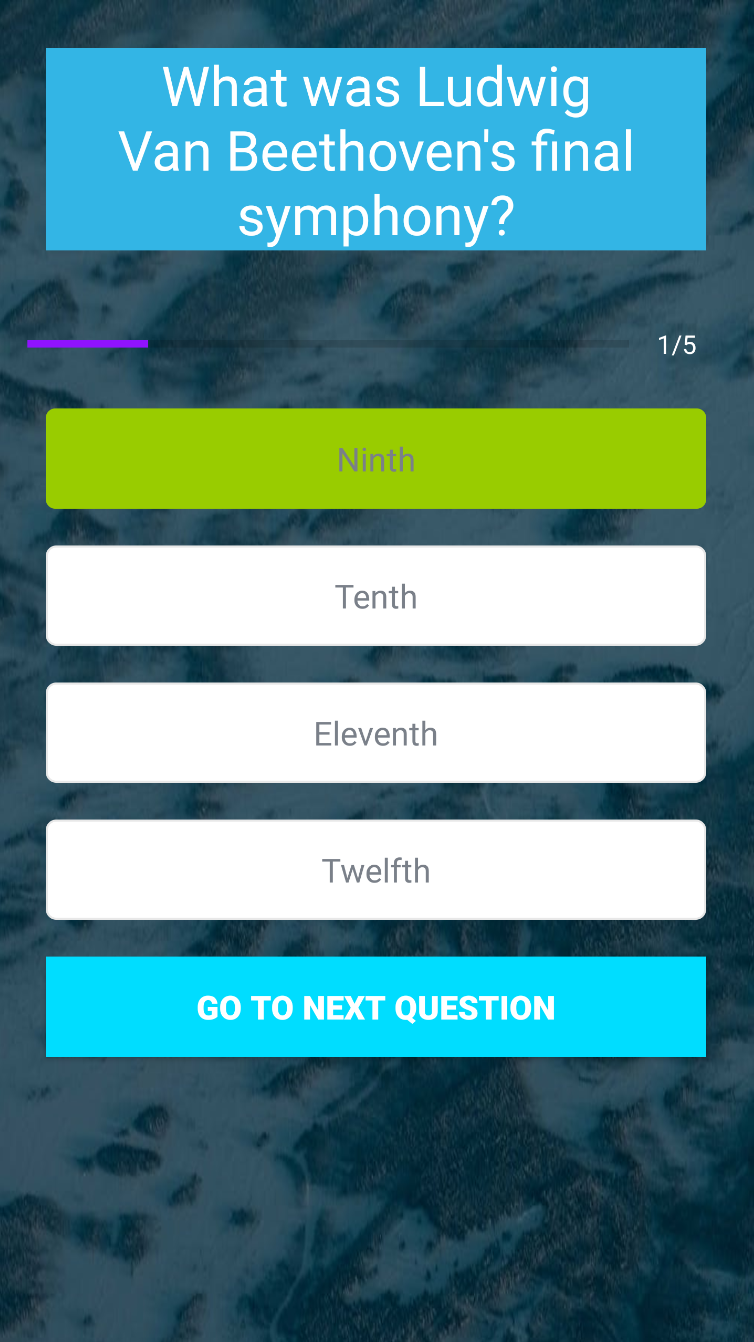 What was Ludwig
Van Beethoven's final
symphony?
1/5
Ninth
Tenth
Eleventh
Twelfth
GO TO NEXT QUESTION